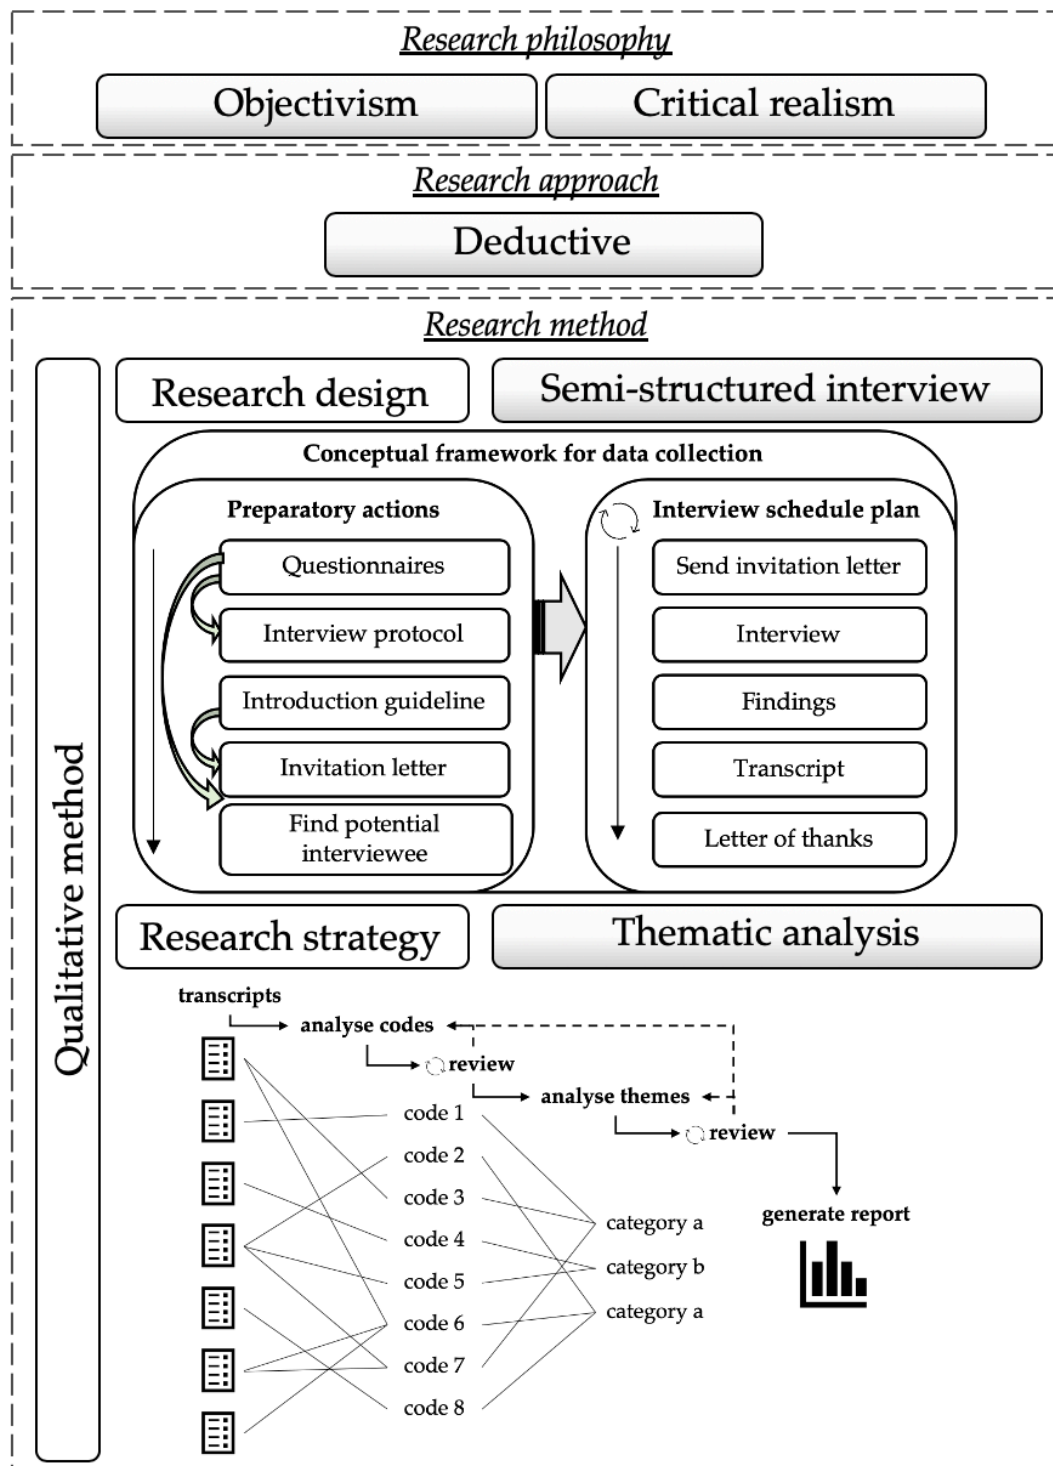 Research philosophy
Objectivism
Critical realism
Research approach
Deductive
Research method
Qualitative method
Research design
Semi-structured interview
Conceptual framework for data collection
Preparatory actions
Questionnaires
Interview protocol
Introduction guideline
Invitation letter
Find potential
interviewee
Interview schedule plan
Send invitation letter
Interview
Findings
Transcript
Letter of thanks
Research strategy
Thematic analysis
transcripts
analyse codes
review
analyse themes
review
generate report
code 1
code 2
code 3
code 4
code 5
code 6
code 7
code 8
category a
category b
category a